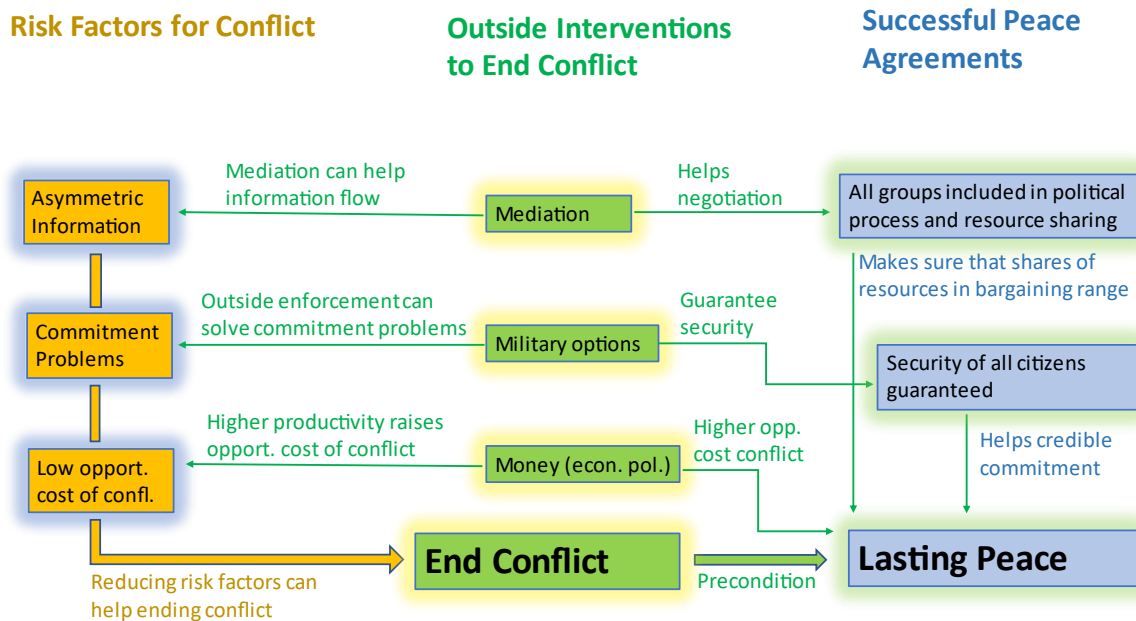 Risk Factors for Conflict
Outside Interventions
to End Conflict
Successful Peace
Agreements
Mediation can help
information flow
Helps
negotiation
Asymmetric
Information
Mediation
All groups included in political
process and resource sharing
Makes sure that shares of
resources in bargaining range
Outside enforcement can
solve commitment problems
Guarantee
security
Commitment
Problems
Military options
Security of all citizens
guaranteed
Higher productivity raises
opport. cost of conflict
Higher opp.
cost conflict
Helps credible
commitment
Low opport.
cost of confl.
Money (econ. pol.)
End Conflict
Lasting Peace
Precondition
Reducing risk factors can
help ending conflict